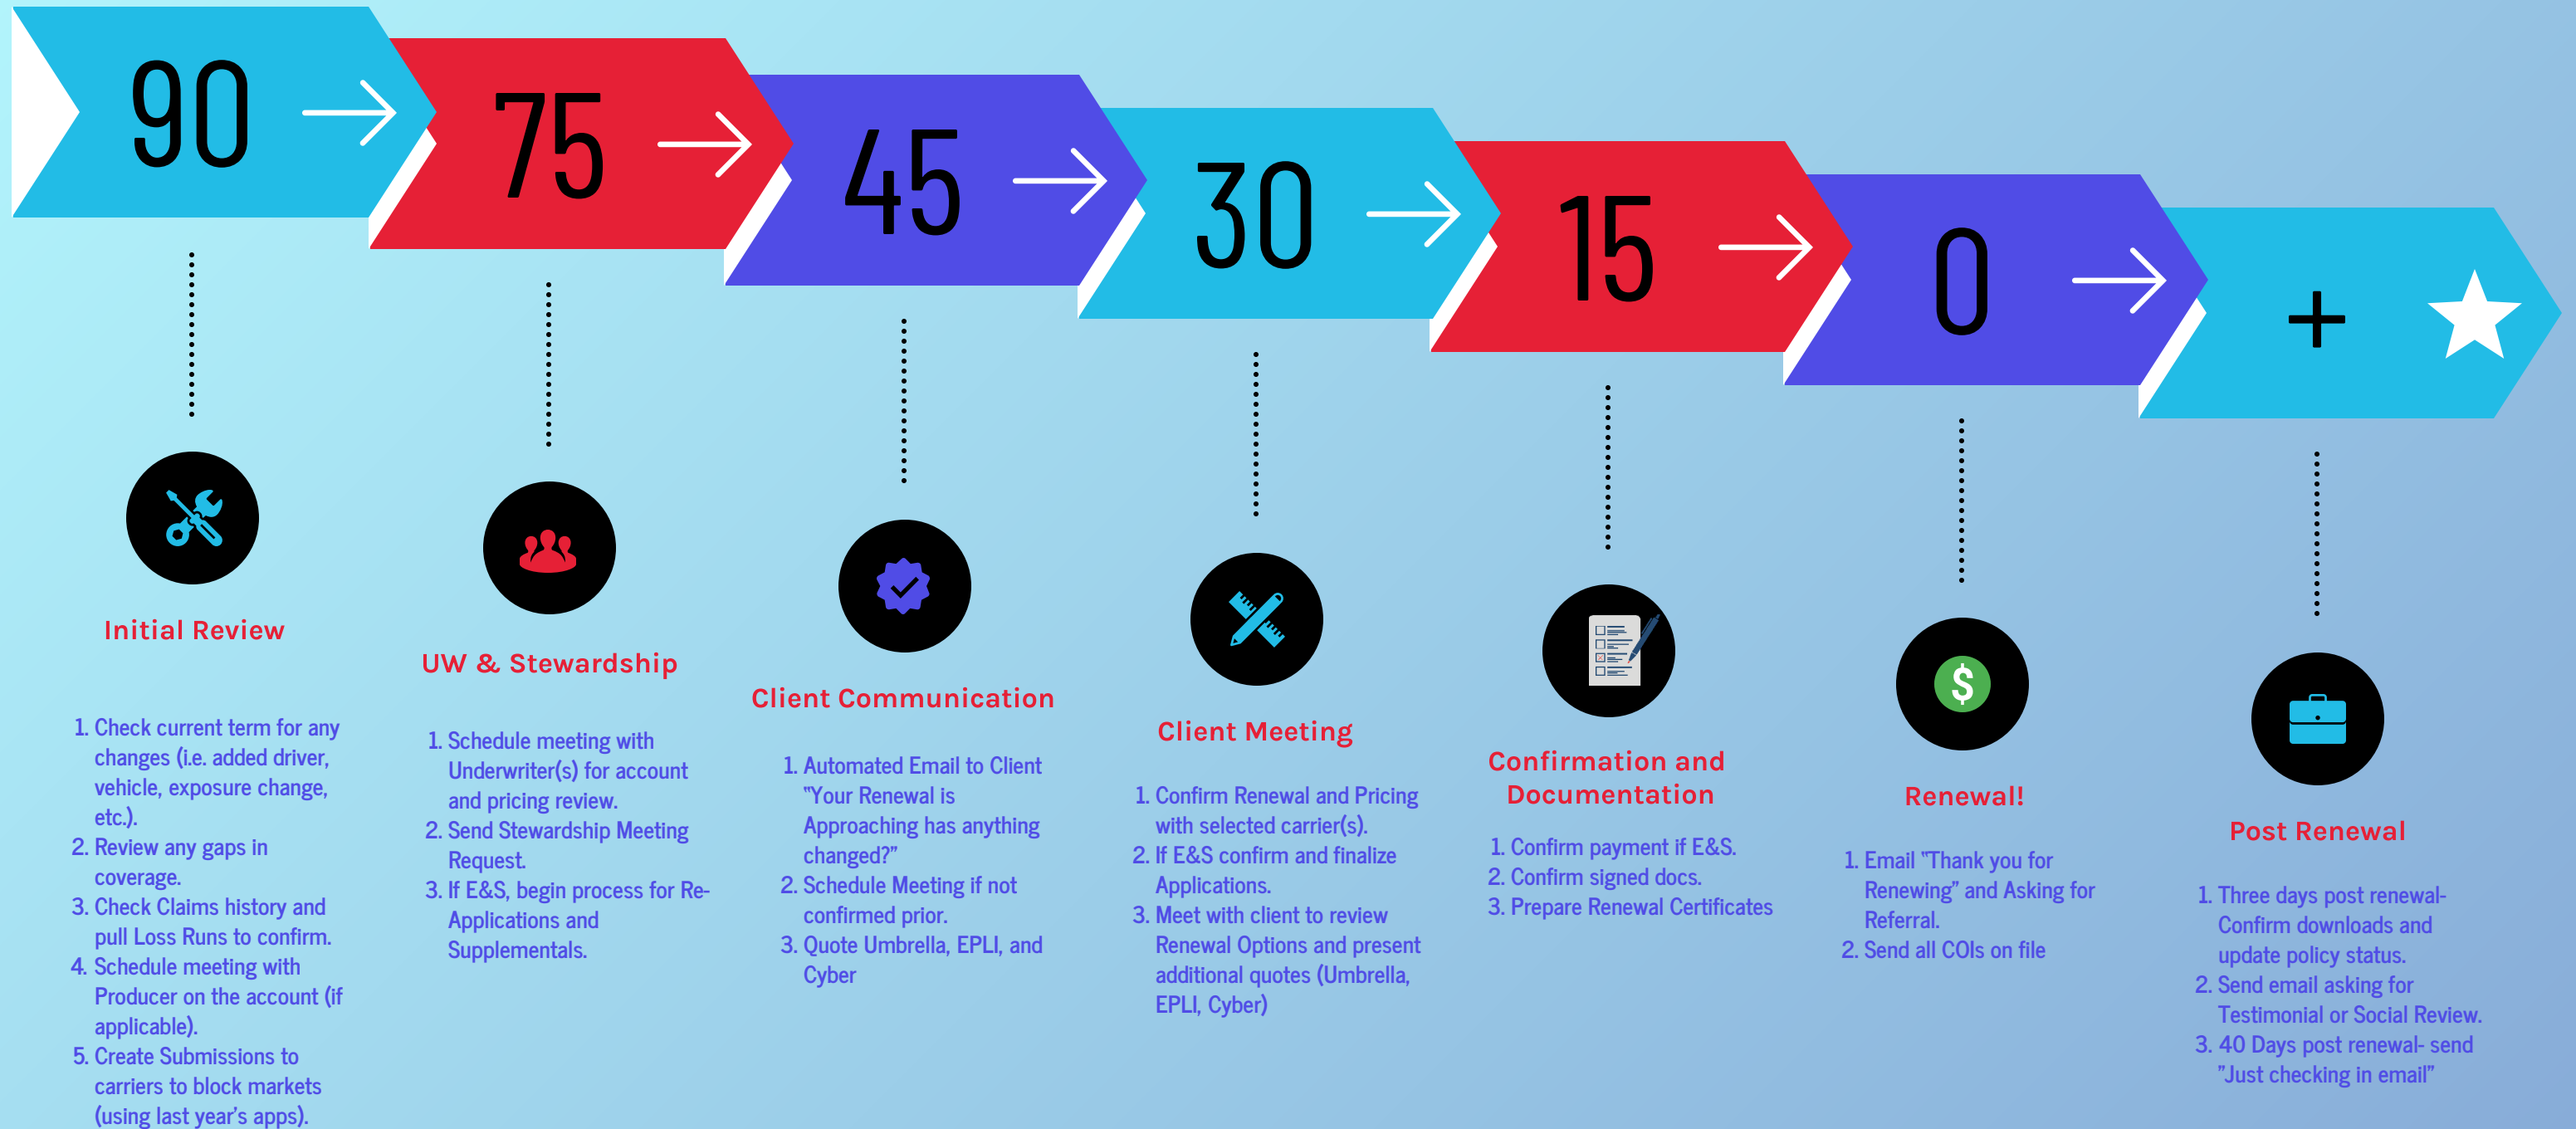 90
75
45
30
15
0
+
Initial Review
1. Check current term for any
changes (i.e. added driver,
vehicle, exposure change,
etc.).
2. Review any gaps in
coverage.
3. Check Claims history and
pull Loss Runs to confirm.
4. Schedule meeting with
Producer on the account (if
applicable).
5. Create Submissions to
carriers to block markets
(using last year's apps).
UW & Stewardship
1. Schedule meeting with
Underwriter(s) for account
and pricing review.
2. Send Stewardship Meeting
Request.
3. If E&S, begin process for Re-
Applications and
Supplementals.
Client Communication
1. Automated Email to Client
"Your Renewal is
Approaching has anything
changed?"
2. Schedule Meeting if not
confirmed prior.
3. Quote Umbrella, EPLI, and
Cyber
Client Meeting
1. Confirm Renewal and Pricing
with selected carrier(s).
2. If E&S confirm and finalize
Applications.
3. Meet with client to review
Renewal Options and present
additional quotes (Umbrella,
EPLI, Cyber)
Confirmation and
Documentation
1. Confirm payment if E&S.
2. Confirm signed docs.
3. Prepare Renewal Certificates
$
Renewal!
1. Email "Thank you for
Renewing" and Asking for
Referral.
2. Send all COIs on file
Post Renewal
1. Three days post renewal-
Confirm downloads and
update policy status.
2. Send email asking for
Testimonial or Social Review.
3. 40 Days post renewal- send
"Just checking in email"